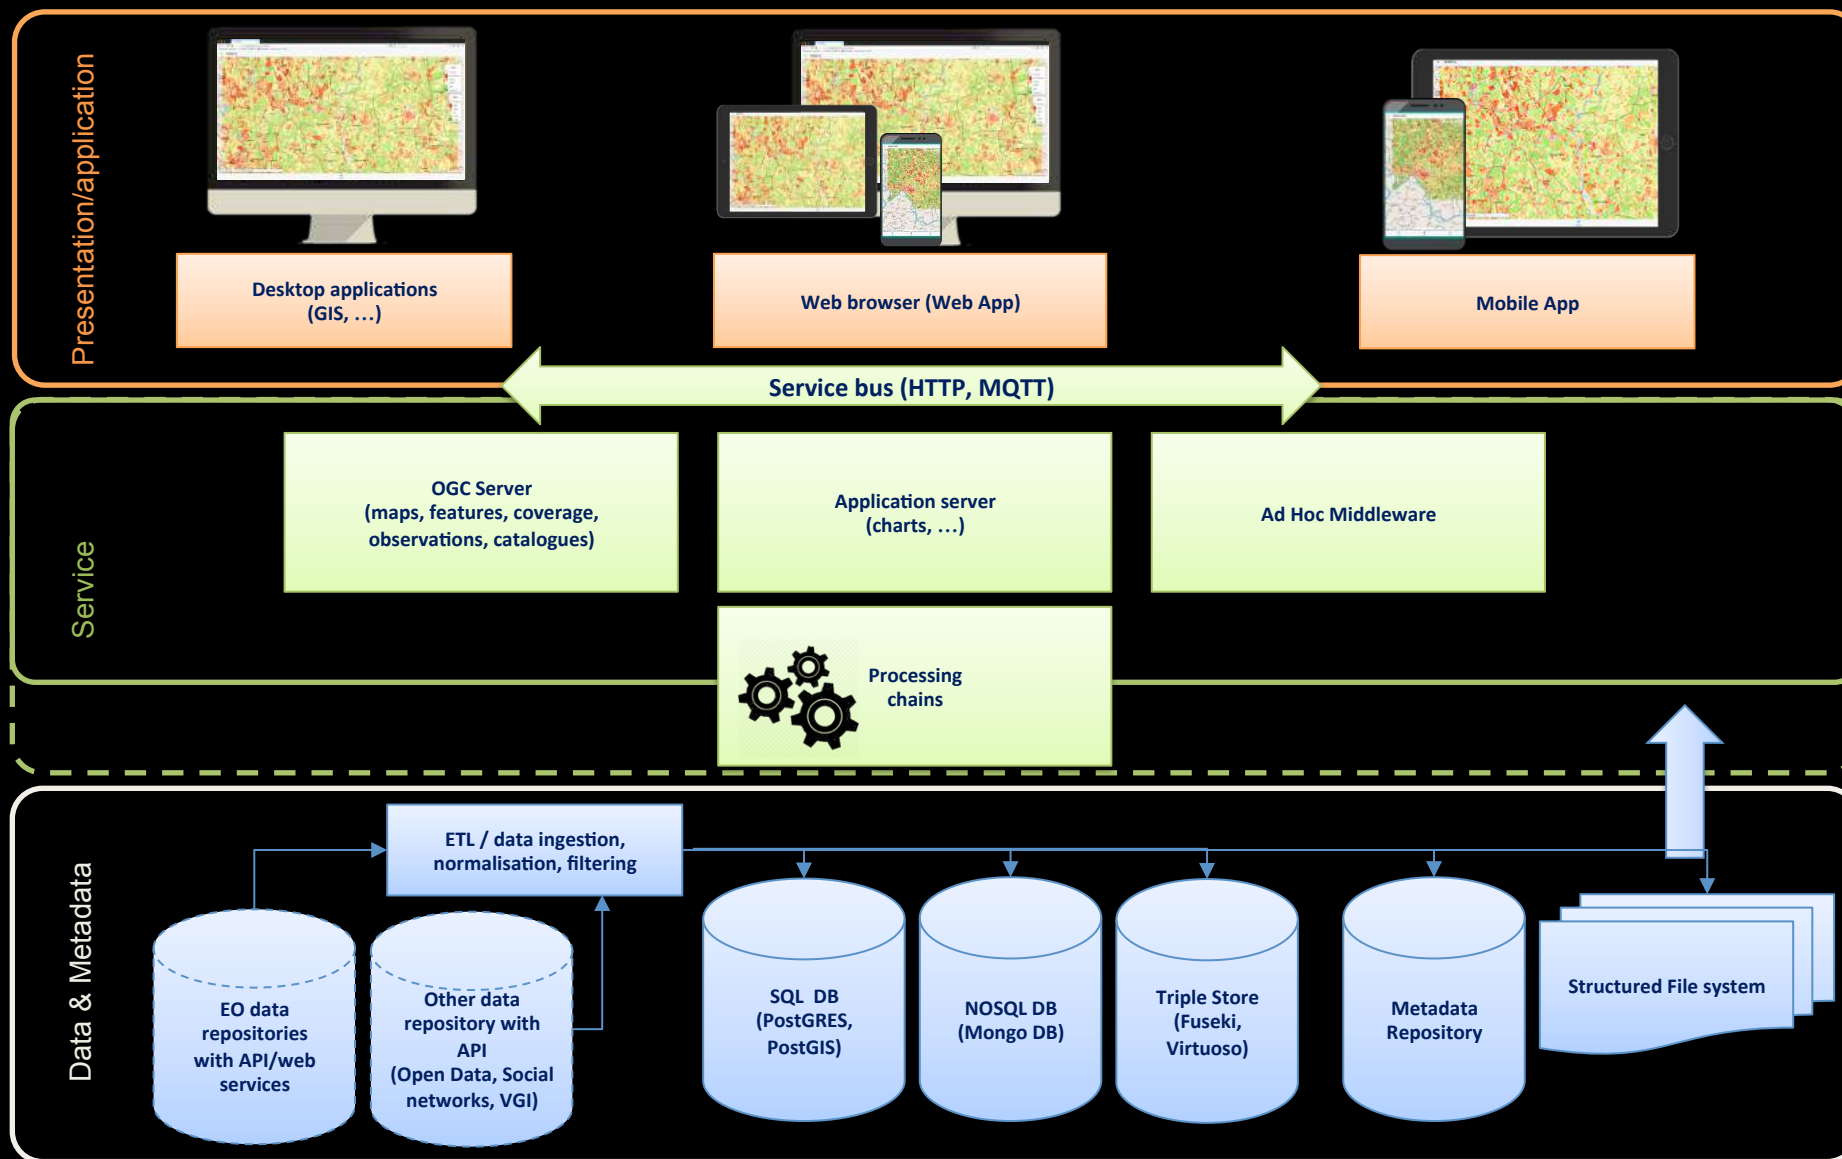 Presentation/application
Desktop applications
(GIS, …)
Web browser (Web App)
Mobile App
Service bus (HTTP, MQTT)
Service
OGC Server
(maps, features, coverage,
observations, catalogues)
Application server
(charts, …)
Ad Hoc Middleware
Processing
chains
Data & Metadata
ETL / data ingestion,
normalisation, filtering
EO data
repositories
with API/web
services
Other data
repository with
API
(Open Data, Social
networks, VGI)
SQL  DB
(PostGRES,
PostGIS)
NOSQL DB
(Mongo DB)
Triple Store
(Fuseki,
Virtuoso)
Metadata
Repository
Structured File system